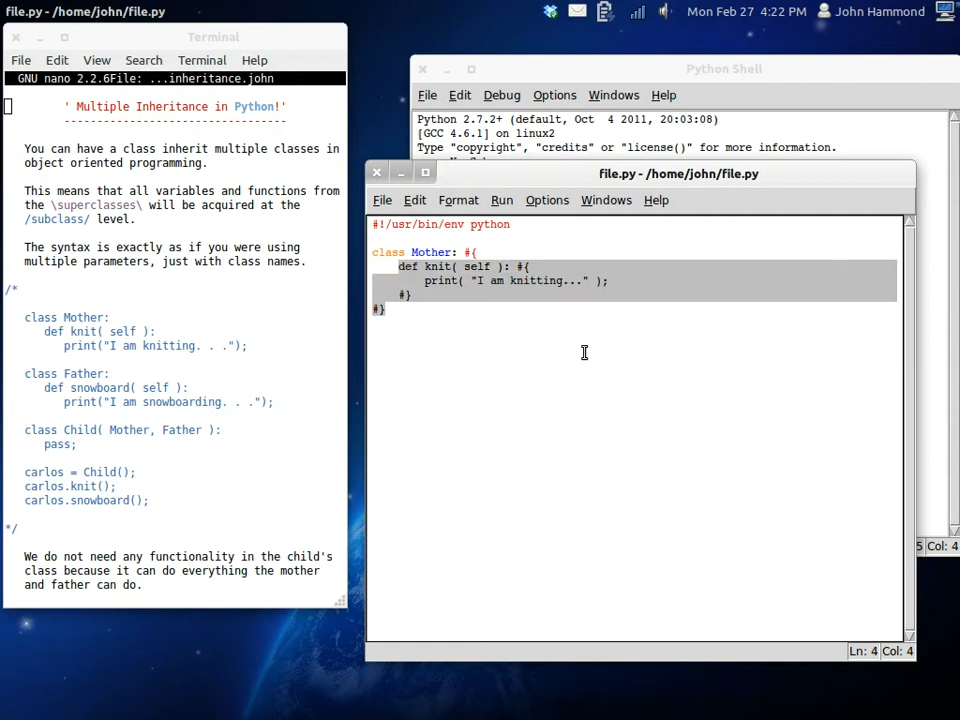 file.py - /home/john/file.py
Mon Feb 27 4:22 PM John Hammond
Terminal
File Edit View Search Terminal Help
GNU nano 2.2.6File: ...inheritance.john
' Multiple Inheritance in Python!'
---------------------------------
You can have a class inherit multiple classes in
object oriented programming.
This means that all variables and functions from
the \superclasses\ will be acquired at the
/subclass/ level.
The syntax is exactly as if you were using
multiple parameters, just with class names.
/*
class Mother:
def knit( self ):
print("I am knitting. . .");
class Father:
def snowboard( self ):
print("I am snowboarding. . .");
class Child( Mother, Father ):
pass;
carlos = Child();
carlos.knit();
carlos.snowboard();
*/
We do not need any functionality in the child's
class because it can do everything the mother
and father can do.
Python Shell
File Edit Debug Options Windows Help
Python 2.7.2+ (default, Oct  4 2011, 20:03:08)
[GCC 4.6.1] on linux2
Type "copyright", "credits" or "license()" for more information.
5 Col: 4
file.py - /home/john/file.py
File Edit Format Run Options Windows Help
#!/usr/bin/env python
class Mother: #{
def knit( self ): #{
print( "I am knitting..." );
#}
#}
Ln: 4 Col: 4